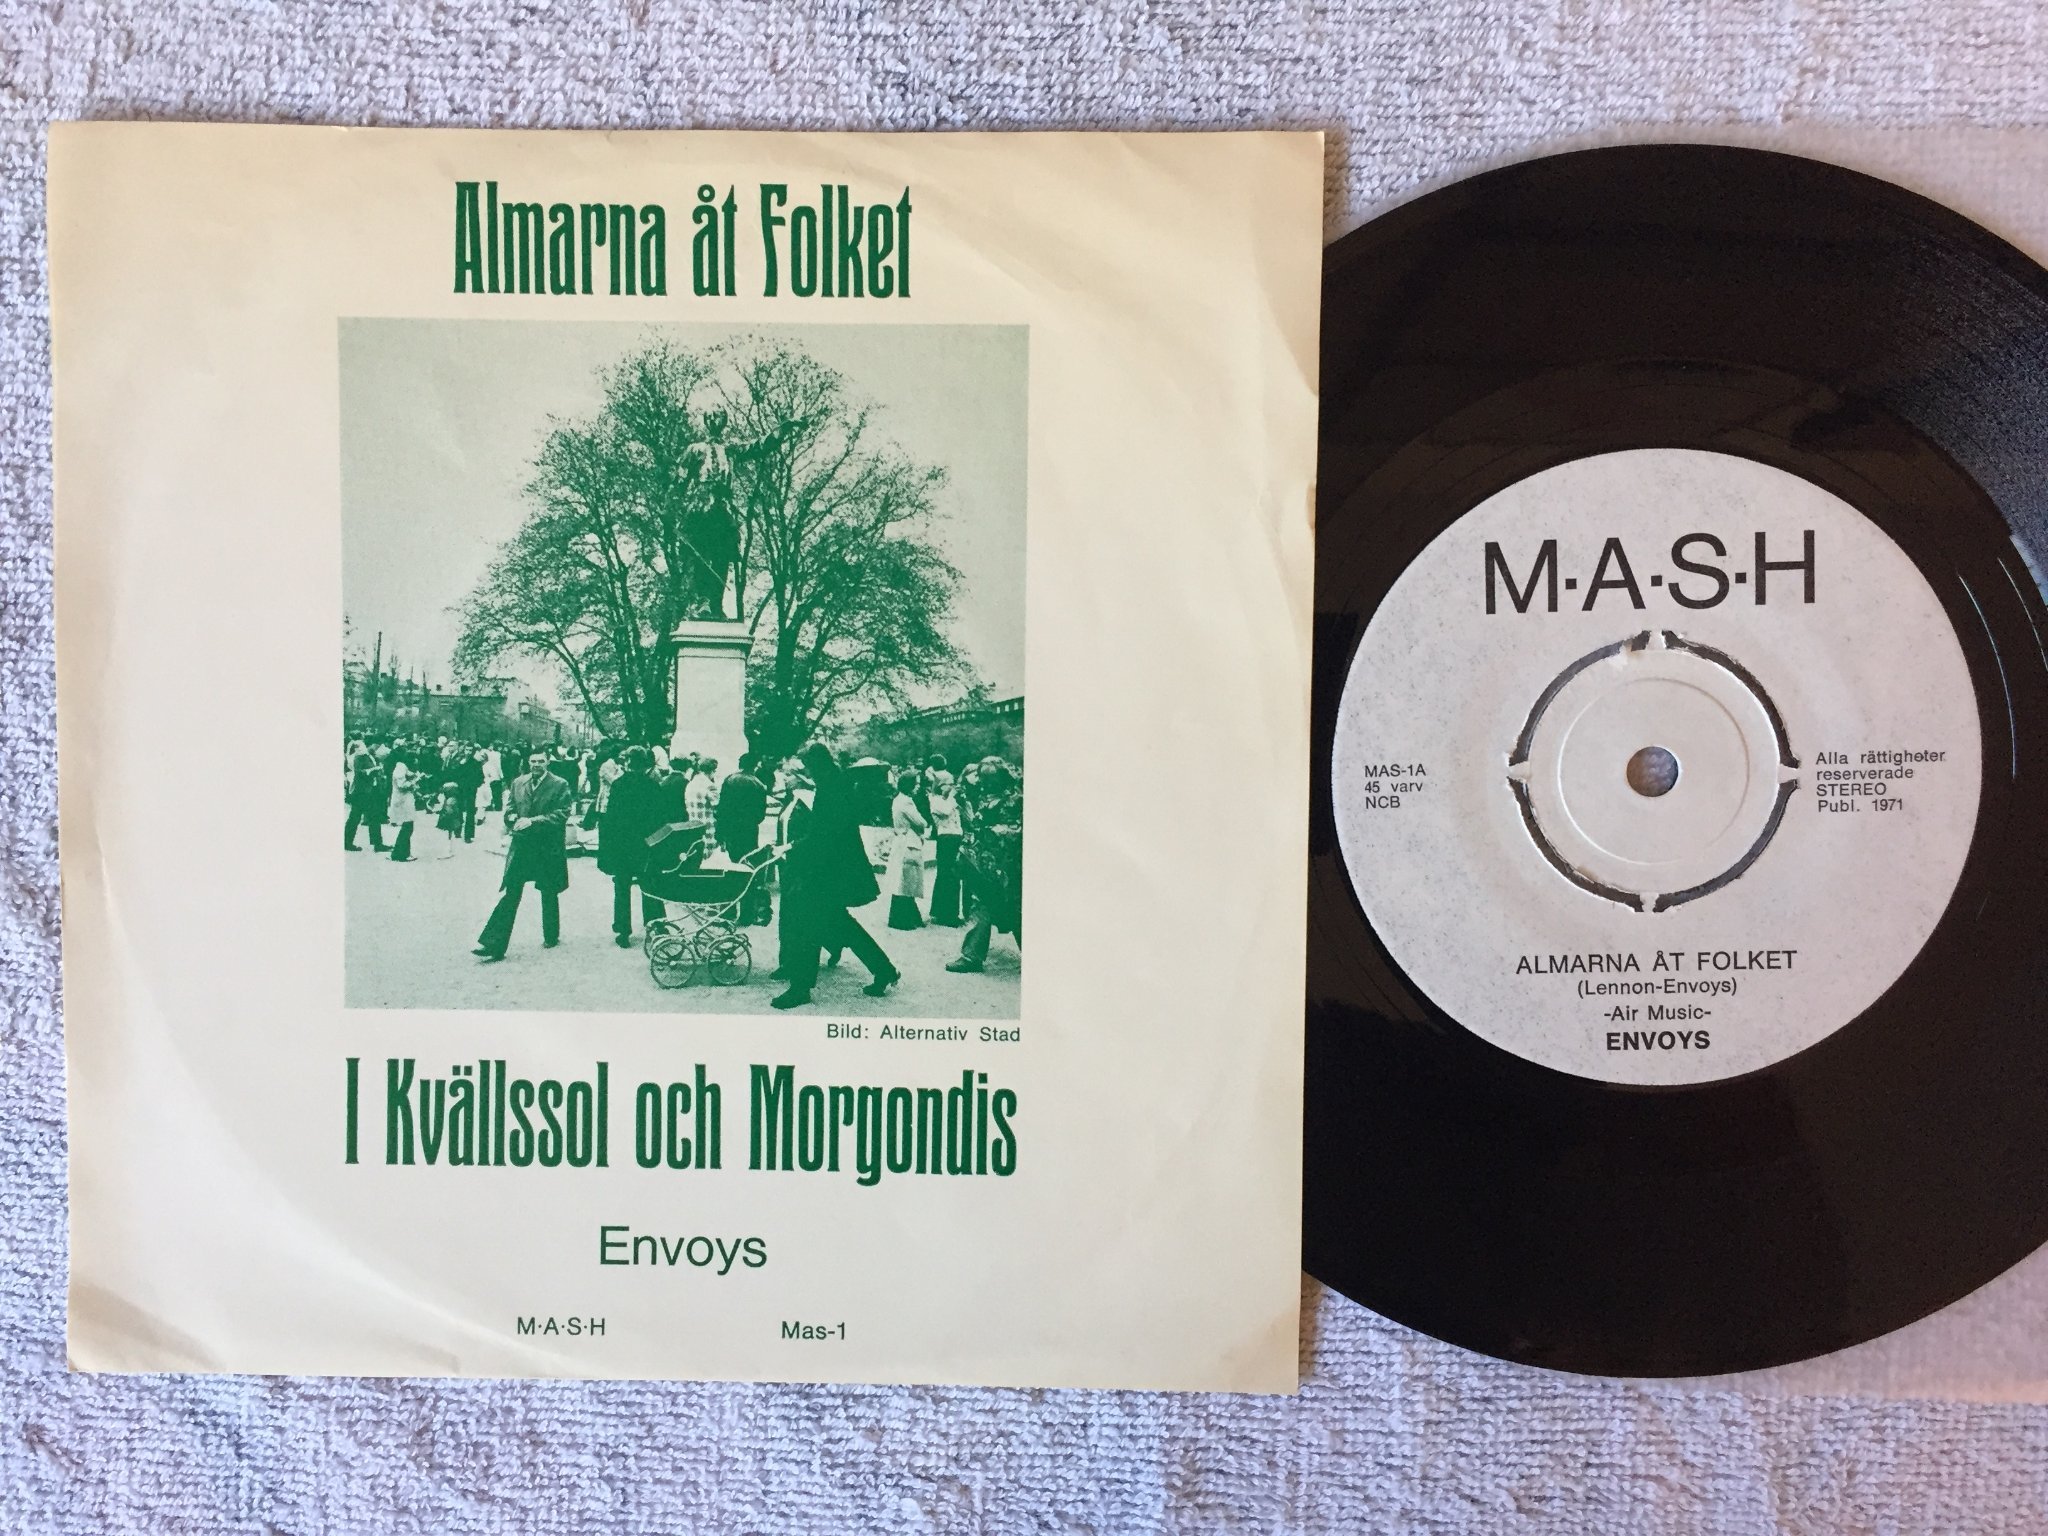 Almarna åt Folket
Bild: Alternativ Stad
I Kvällssol och Morgondis
Envoys
M·A·S·H Mas-1
M·A·S·H
MAS-1A
45 varv
NCB
Alla rättigheter
reserverade
STEREO
Publ. 1971
ALMARNA ÅT FOLKET
(Lennon-Envoys)
-Air Music-
ENVOYS